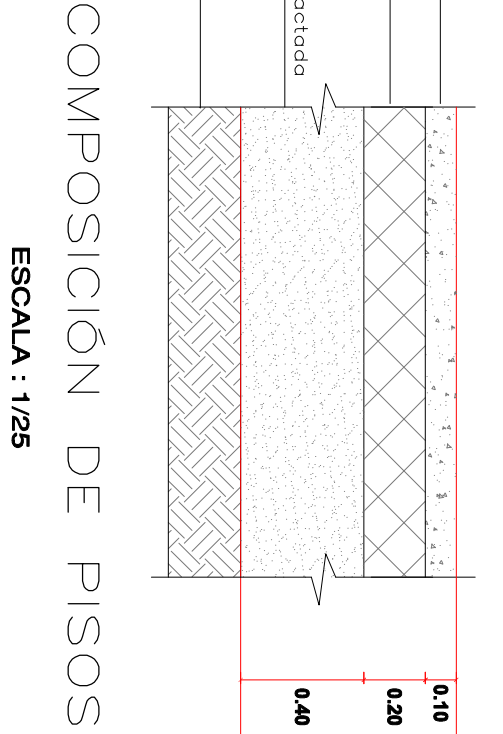 actada
0.10
0.20
0.40
COMPOSICIÓN DE PISOS
ESCALA : 1/25